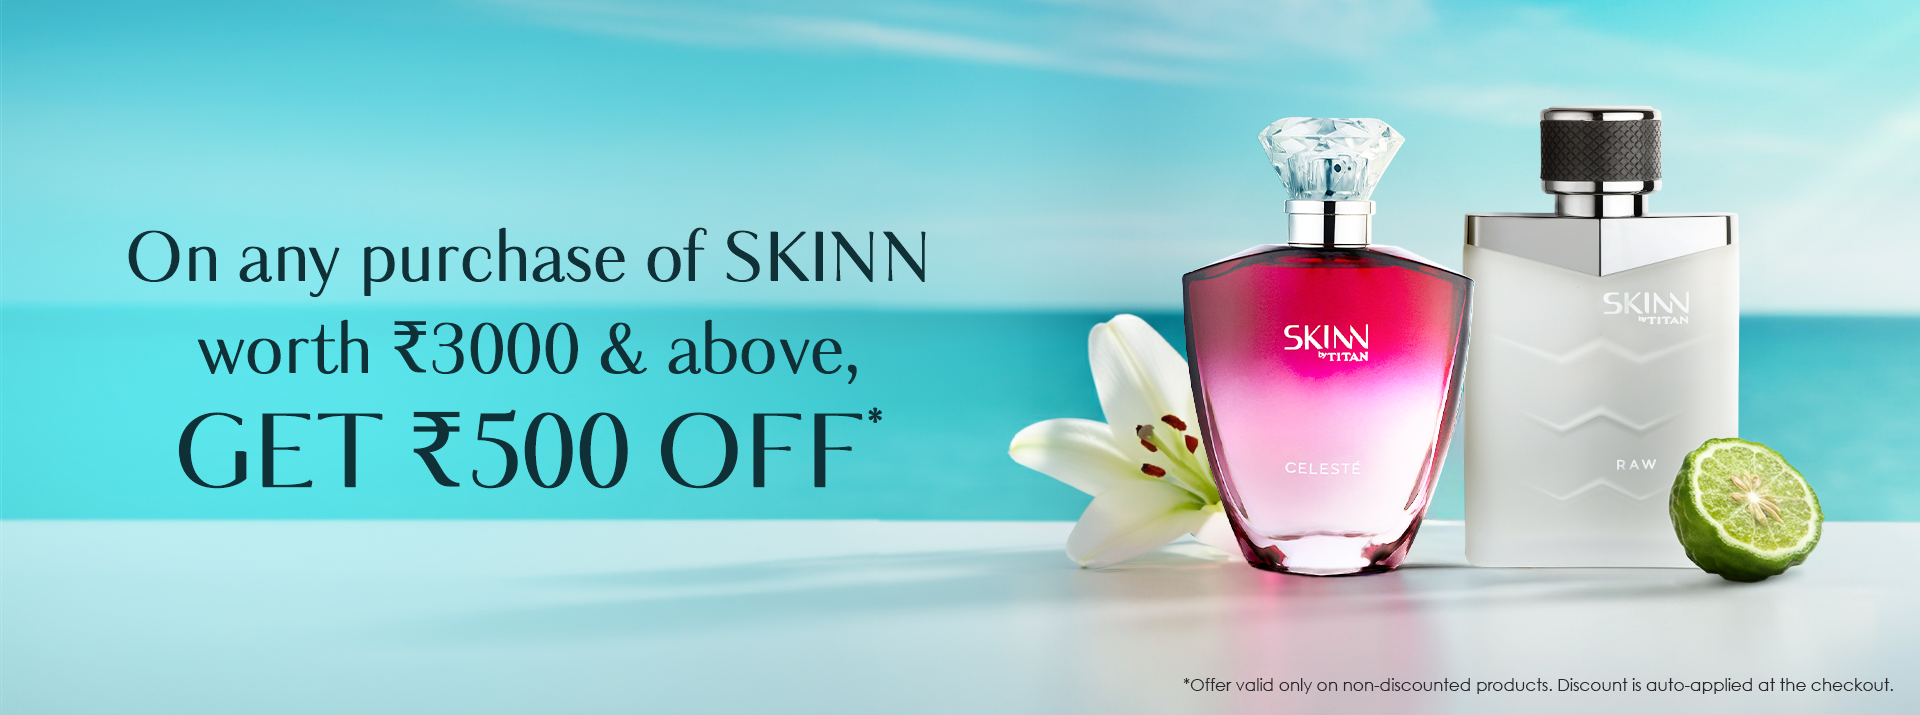 On any purchase of SKINN
worth ₹3000 & above,
GET ₹500 OFF*
SKINN
by TITAN
CELESTÉ
SKINN
by TITAN
RAW
*Offer valid only on non-discounted products. Discount is auto-applied at the checkout.